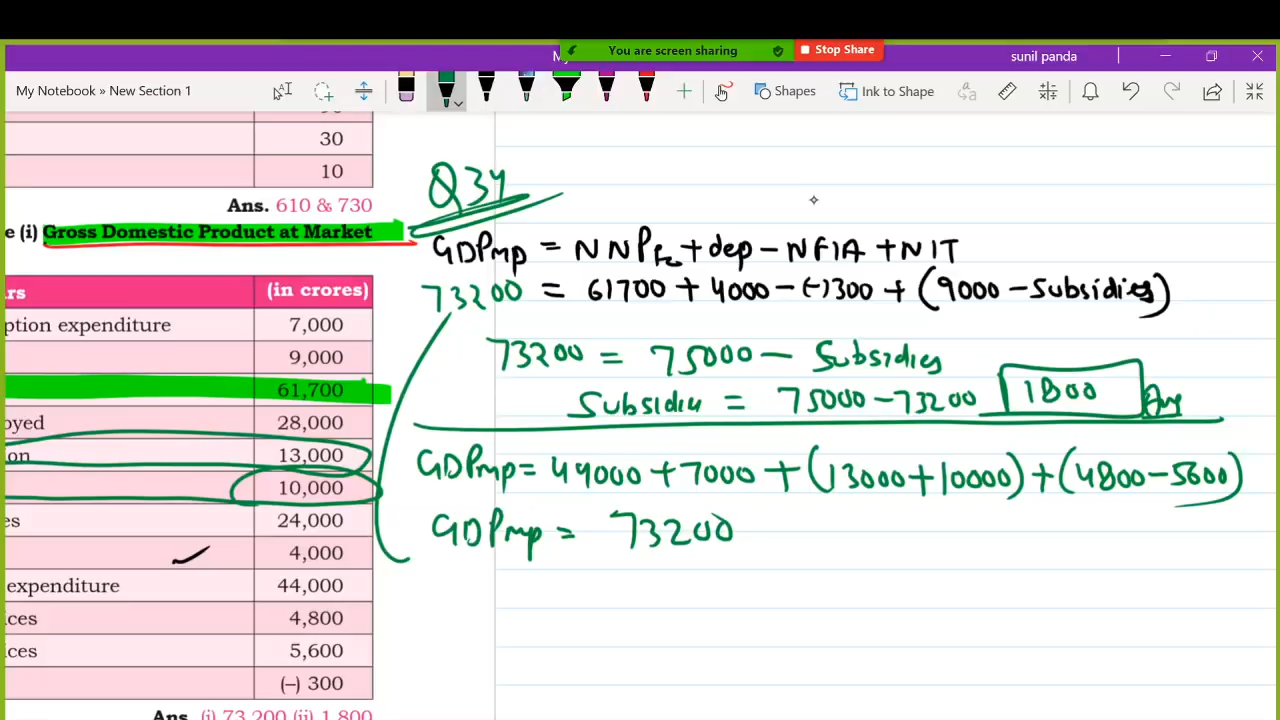 You are screen sharing
Stop Share
My
sunil panda
My Notebook » New Section 1
Shapes
Ink to Share
30
10
Ans. 610 & 730
e (i) Gross Domestic Product at Market
rs (in crores)
ption expenditure 7,000
9,000
61,700
oyed 28,000
on 13,000
10,000
es 24,000
4,000
expenditure 44,000
ices 4,800
ices 5,600
(–) 300
Ans. (i) 73,200 (ii) 1,800
Q34
GDPmp = NNPfc + dep – NFIA + NIT
73200 = 61700 + 4000 – (–)300 + (9000 – Subsidies)
73200 = 75000 – Subsidies
Subsidies = 75000 – 73200 1800 Ans
GDPmp = 44000 + 7000 + (13000 + 10000) + (4800 – 5600)
GDPmp = 73200